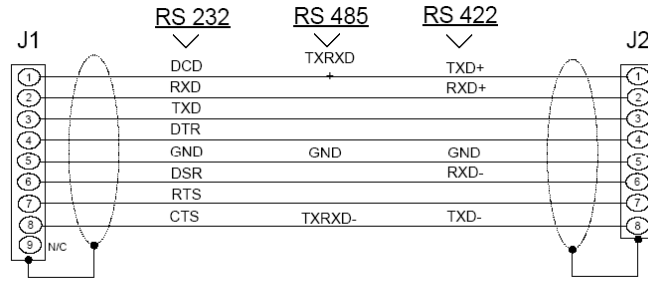 RS 232 RS 485 RS 422
J1 J2
TXRXD
1 DCD + TXD+ 1
2 RXD RXD+ 2
3 TXD 3
4 DTR 4
5 GND GND GND 5
6 DSR RXD- 6
7 RTS 7
8 CTS TXRXD- TXD- 8
9 N/C